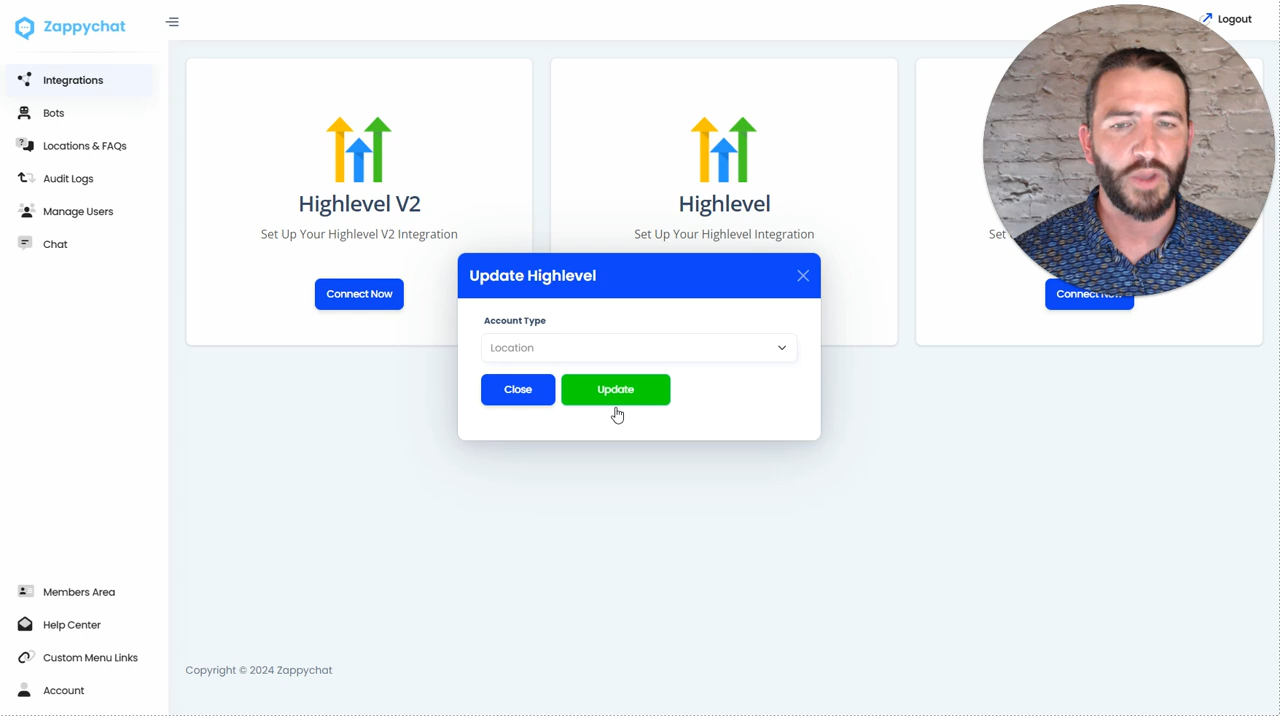 Zappychat
Logout
Integrations
Bots
Locations & FAQs
Audit Logs
Manage Users
Chat
Highlevel V2
Set Up Your Highlevel V2 Integration
Connect Now
Highlevel
Set Up Your Highlevel Integration
Set
Connect
Update Highlevel
Account Type
Location
Close
Update
Members Area
Help Center
Custom Menu Links
Account
Copyright © 2024 Zappychat